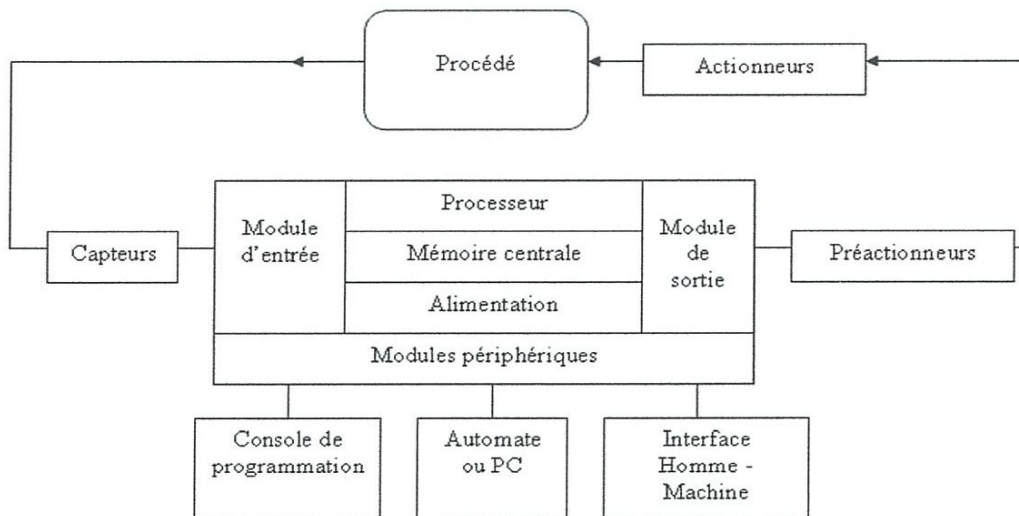 Procédé
Actionneurs
Capteurs
Module
d'entrée
Processeur
Mémoire centrale
Alimentation
Module
de
sortie
Préactionneurs
Modules périphériques
Console de
programmation
Automate
ou PC
Interface
Homme -
Machine